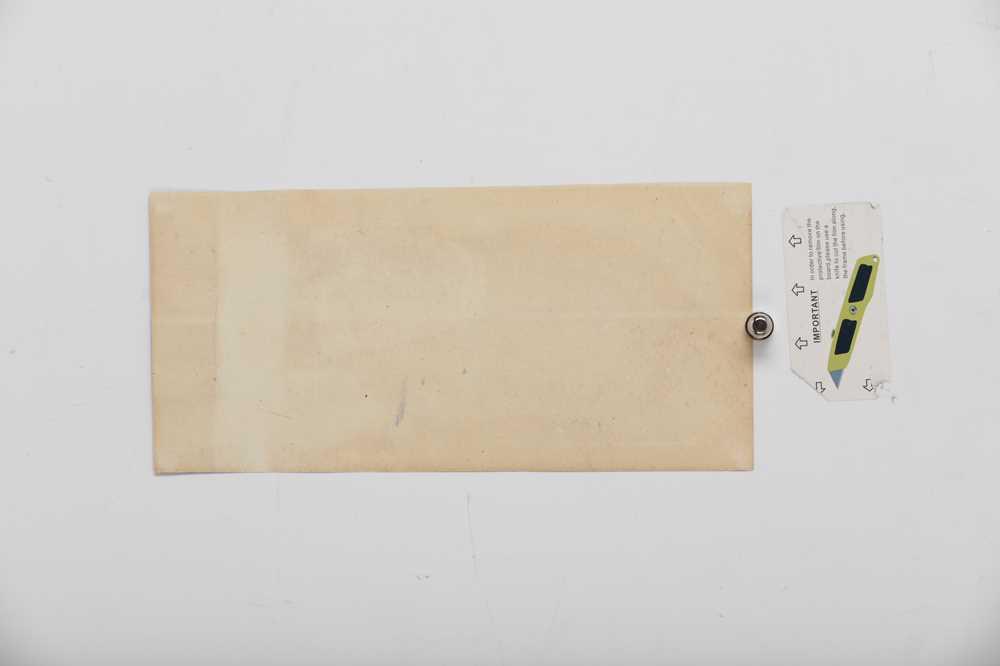 IMPORTANT
In order to remove the
protective film on the
board,please use a
knife to cut the film along
the frame before using.